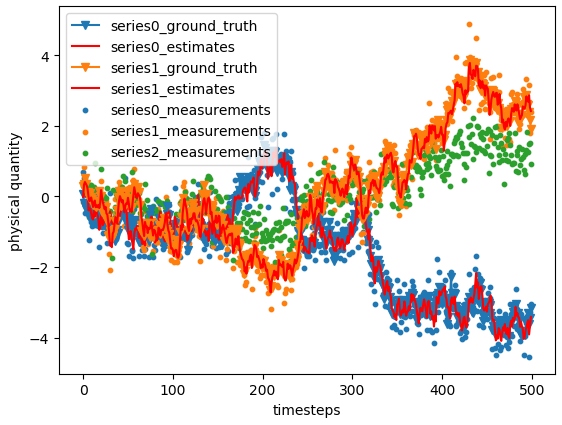 series0_ground_truth
series0_estimates
series1_ground_truth
series1_estimates
series0_measurements
series1_measurements
series2_measurements
4
2
0
−2
−4
physical quantity
0 100 200 300 400 500
timesteps